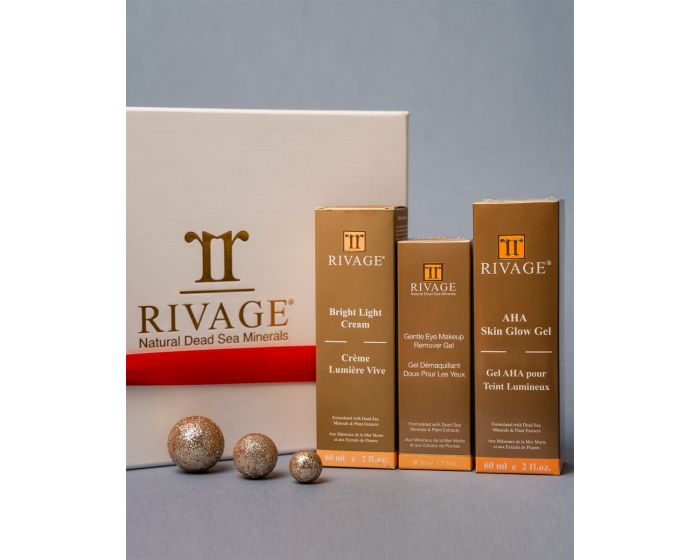 RIVAGE®
Natural Dead Sea Minerals
RIVAGE®
Bright Light
Cream
Crème
Lumière Vive
Formulated with Dead Sea
Minerals & Plant Extracts
Aux Minéraux de la Mer Morte
et aux Extraits de Plantes
60 ml e 2 fl.oz.
RIVAGE
Natural Dead Sea Minerals
Gentle Eye Makeup
Remover Gel
Gel Démaquillant
Doux Pour Les Yeux
Formulated with Dead Sea
Minerals & Plant Extracts
Aux Minéraux de la Mer Morte
et aux Extraits de Plantes
RIVAGE®
AHA
Skin Glow Gel
Gel AHA pour
Teint Lumineux
Formulated with Dead Sea
Minerals & Plant Extracts
Aux Minéraux de la Mer Morte
et aux Extraits de Plantes
60 ml e 2 fl.oz.